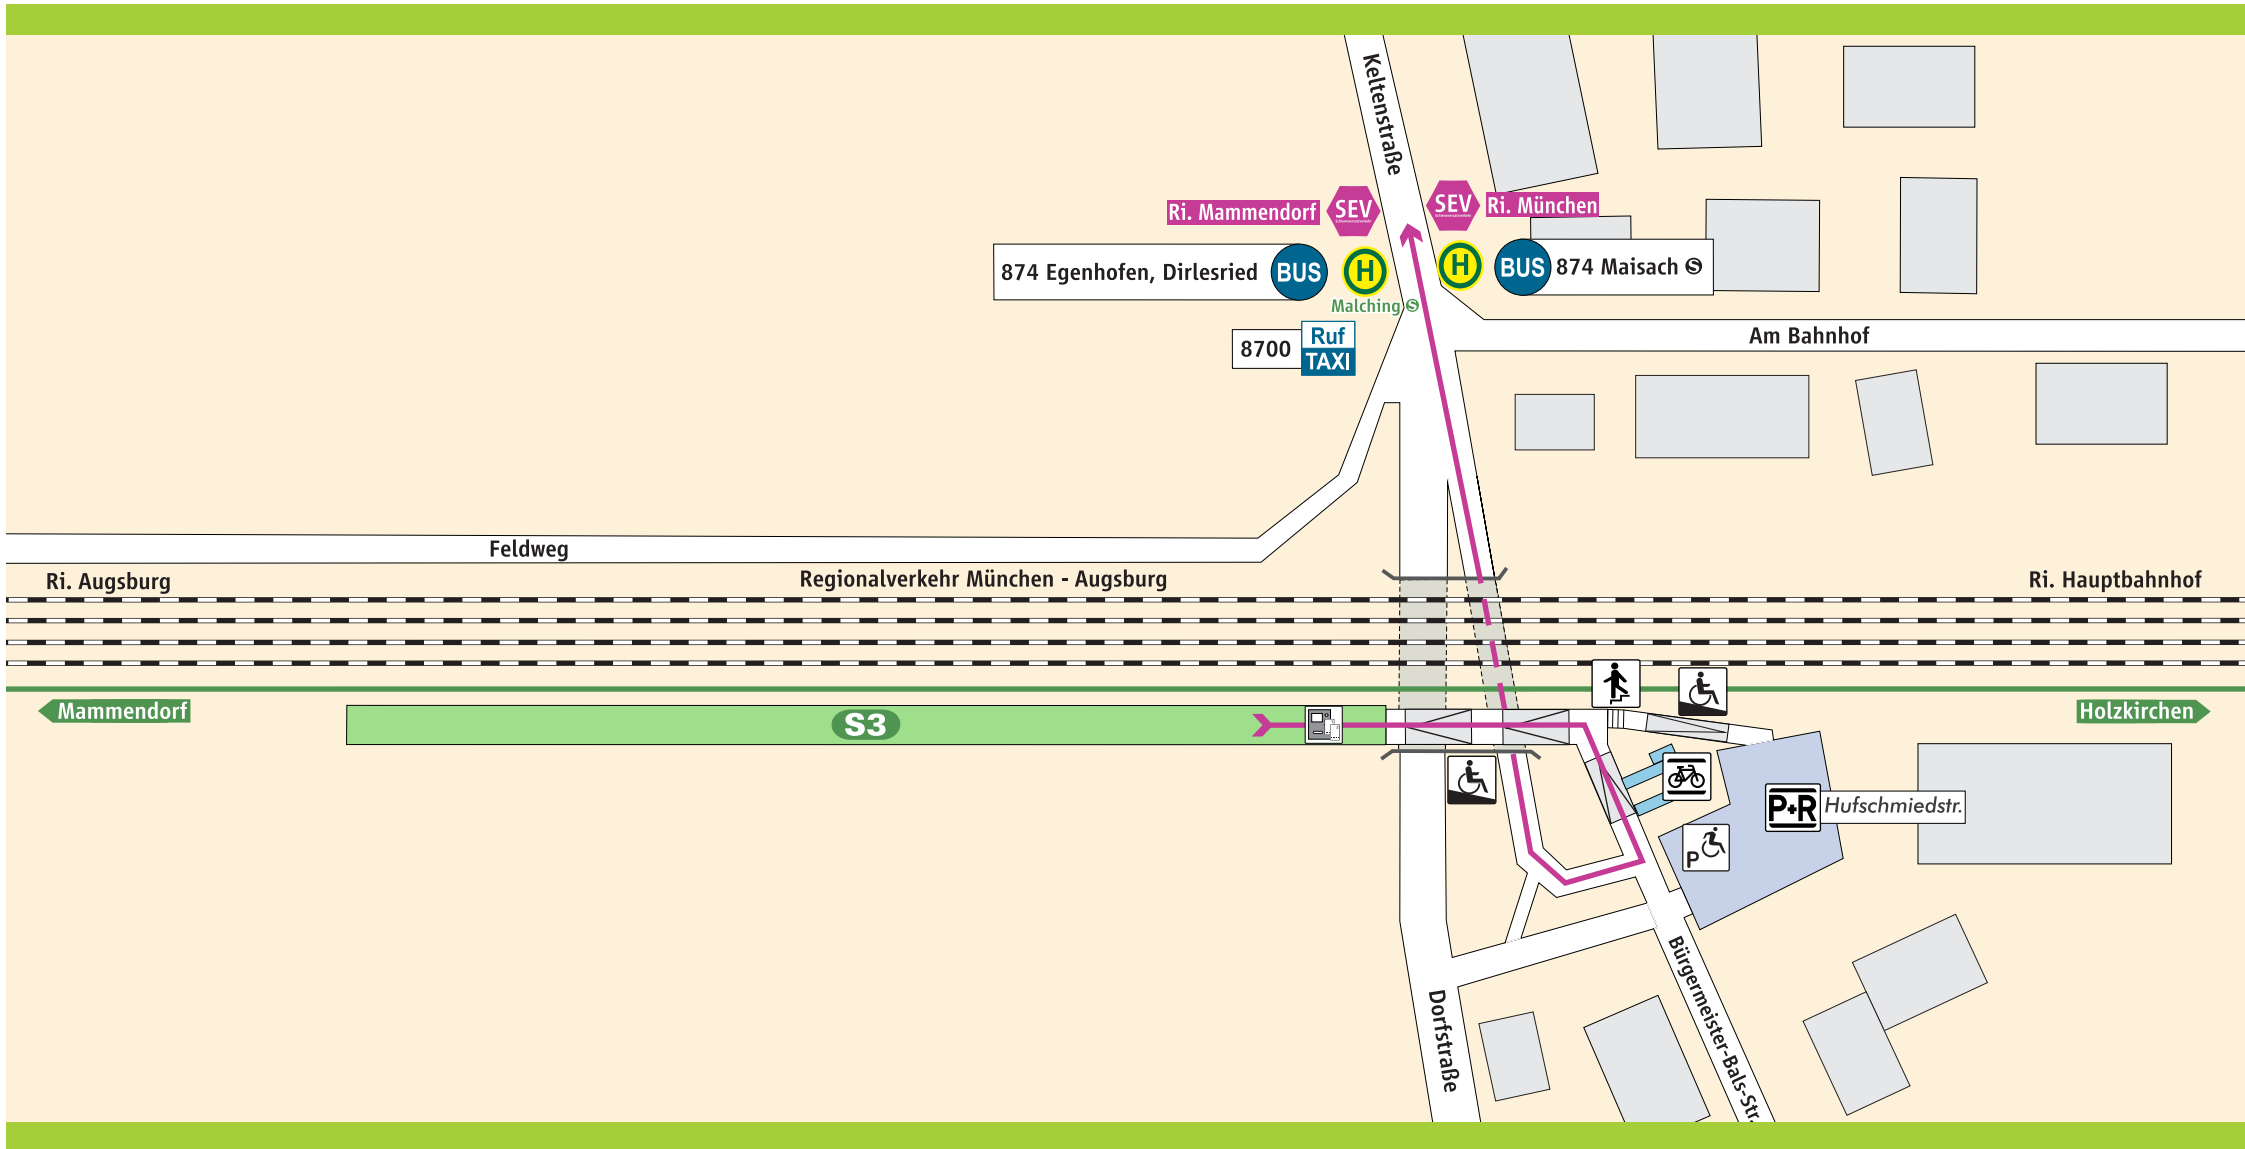 Keltenstraße
Ri. Mammendorf
SEV
SEV
Ri. München
874 Egenhofen, Dirlesried
BUS
H
H
BUS
874 Maisach S
Malching S
8700
Ruf
TAXI
Am Bahnhof
Feldweg
Ri. Augsburg
Regionalverkehr München - Augsburg
Ri. Hauptbahnhof
Mammendorf
S3
Holzkirchen
P+R
Hufschmiedstr.
P
Bürgermeister-Bals-Str.
Dorfstraße